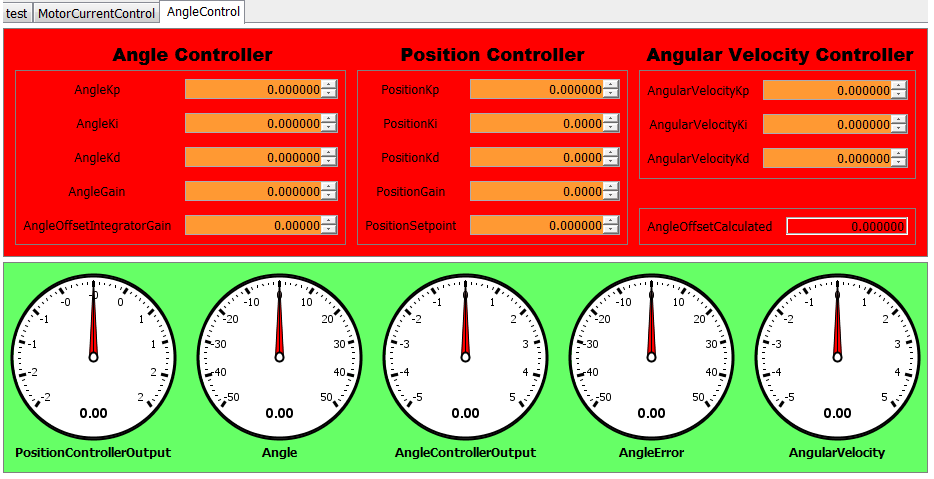 test MotorCurrentControl AngleControl
Angle Controller Position Controller Angular Velocity Controller
AngleKp 0.000000 PositionKp 0.0000 AngularVelocityKp 0.000000
AngleKi 0.000000 PositionKi 0.0000 AngularVelocityKi 0.000000
AngleKd 0.000000 PositionKd 0.0000 AngularVelocityKd 0.000000
AngleGain 0.000000 PositionGain 0.0000
AngleOffsetIntegratorGain 0.000000 PositionSetpoint 0.000000 AngleOffsetCalculated 0.000000
-2 -2 -1 -1 -0 -0 0 1 1 2 2 -50 -40 -30 -20 -10 0 10 20 30 40 50 -5 -4 -3 -2 -1 0 1 2 3 4 5 -50 -40 -30 -20 -10 0 10 20 30 40 50 -5 -4 -3 -2 -1 0 1 2 3 4 5
0.00 0.00 0.00 0.00 0.00
PositionControllerOutput Angle AngleControllerOutput AngleError AngularVelocity